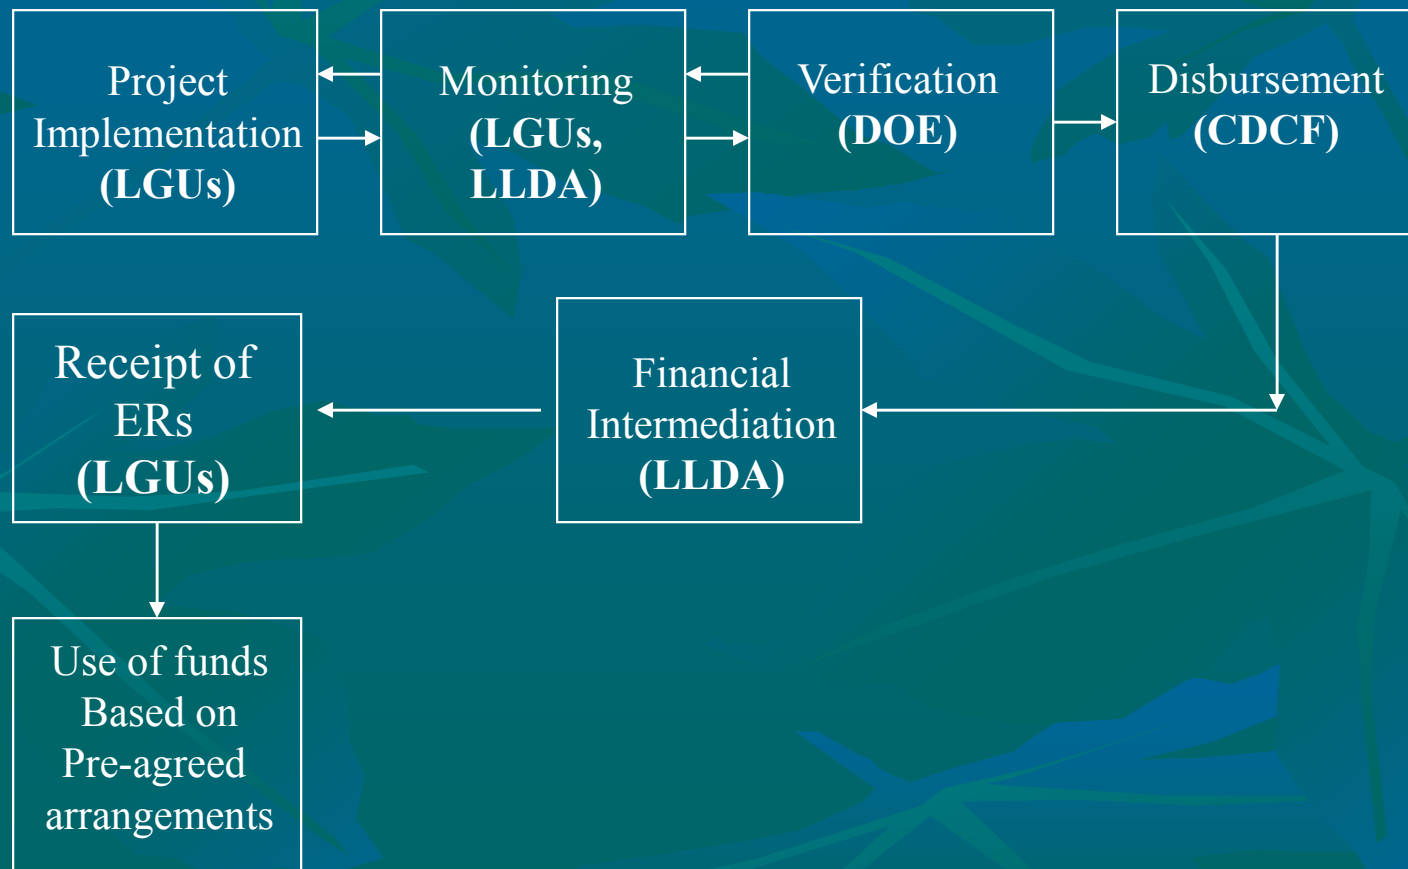 Project
Implementation
(LGUs)
Monitoring
(LGUs,
LLDA)
Verification
(DOE)
Disbursement
(CDCF)
Receipt of
ERs
(LGUs)
Financial
Intermediation
(LLDA)
Use of funds
Based on
Pre-agreed
arrangements